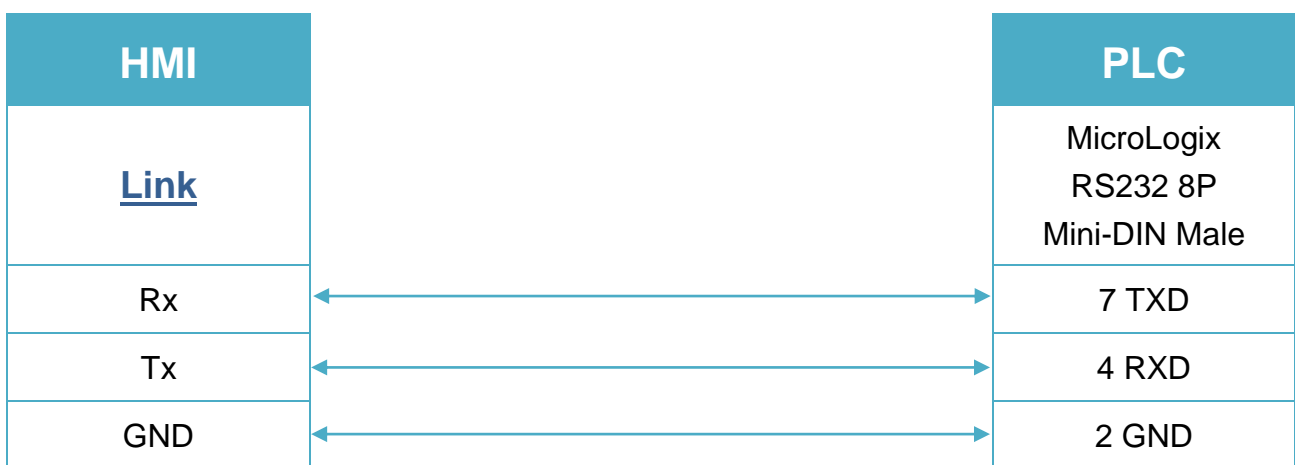 HMI PLC
Link
MicroLogix
RS232 8P
Mini-DIN Male
Rx 7 TXD
Tx 4 RXD
GND 2 GND